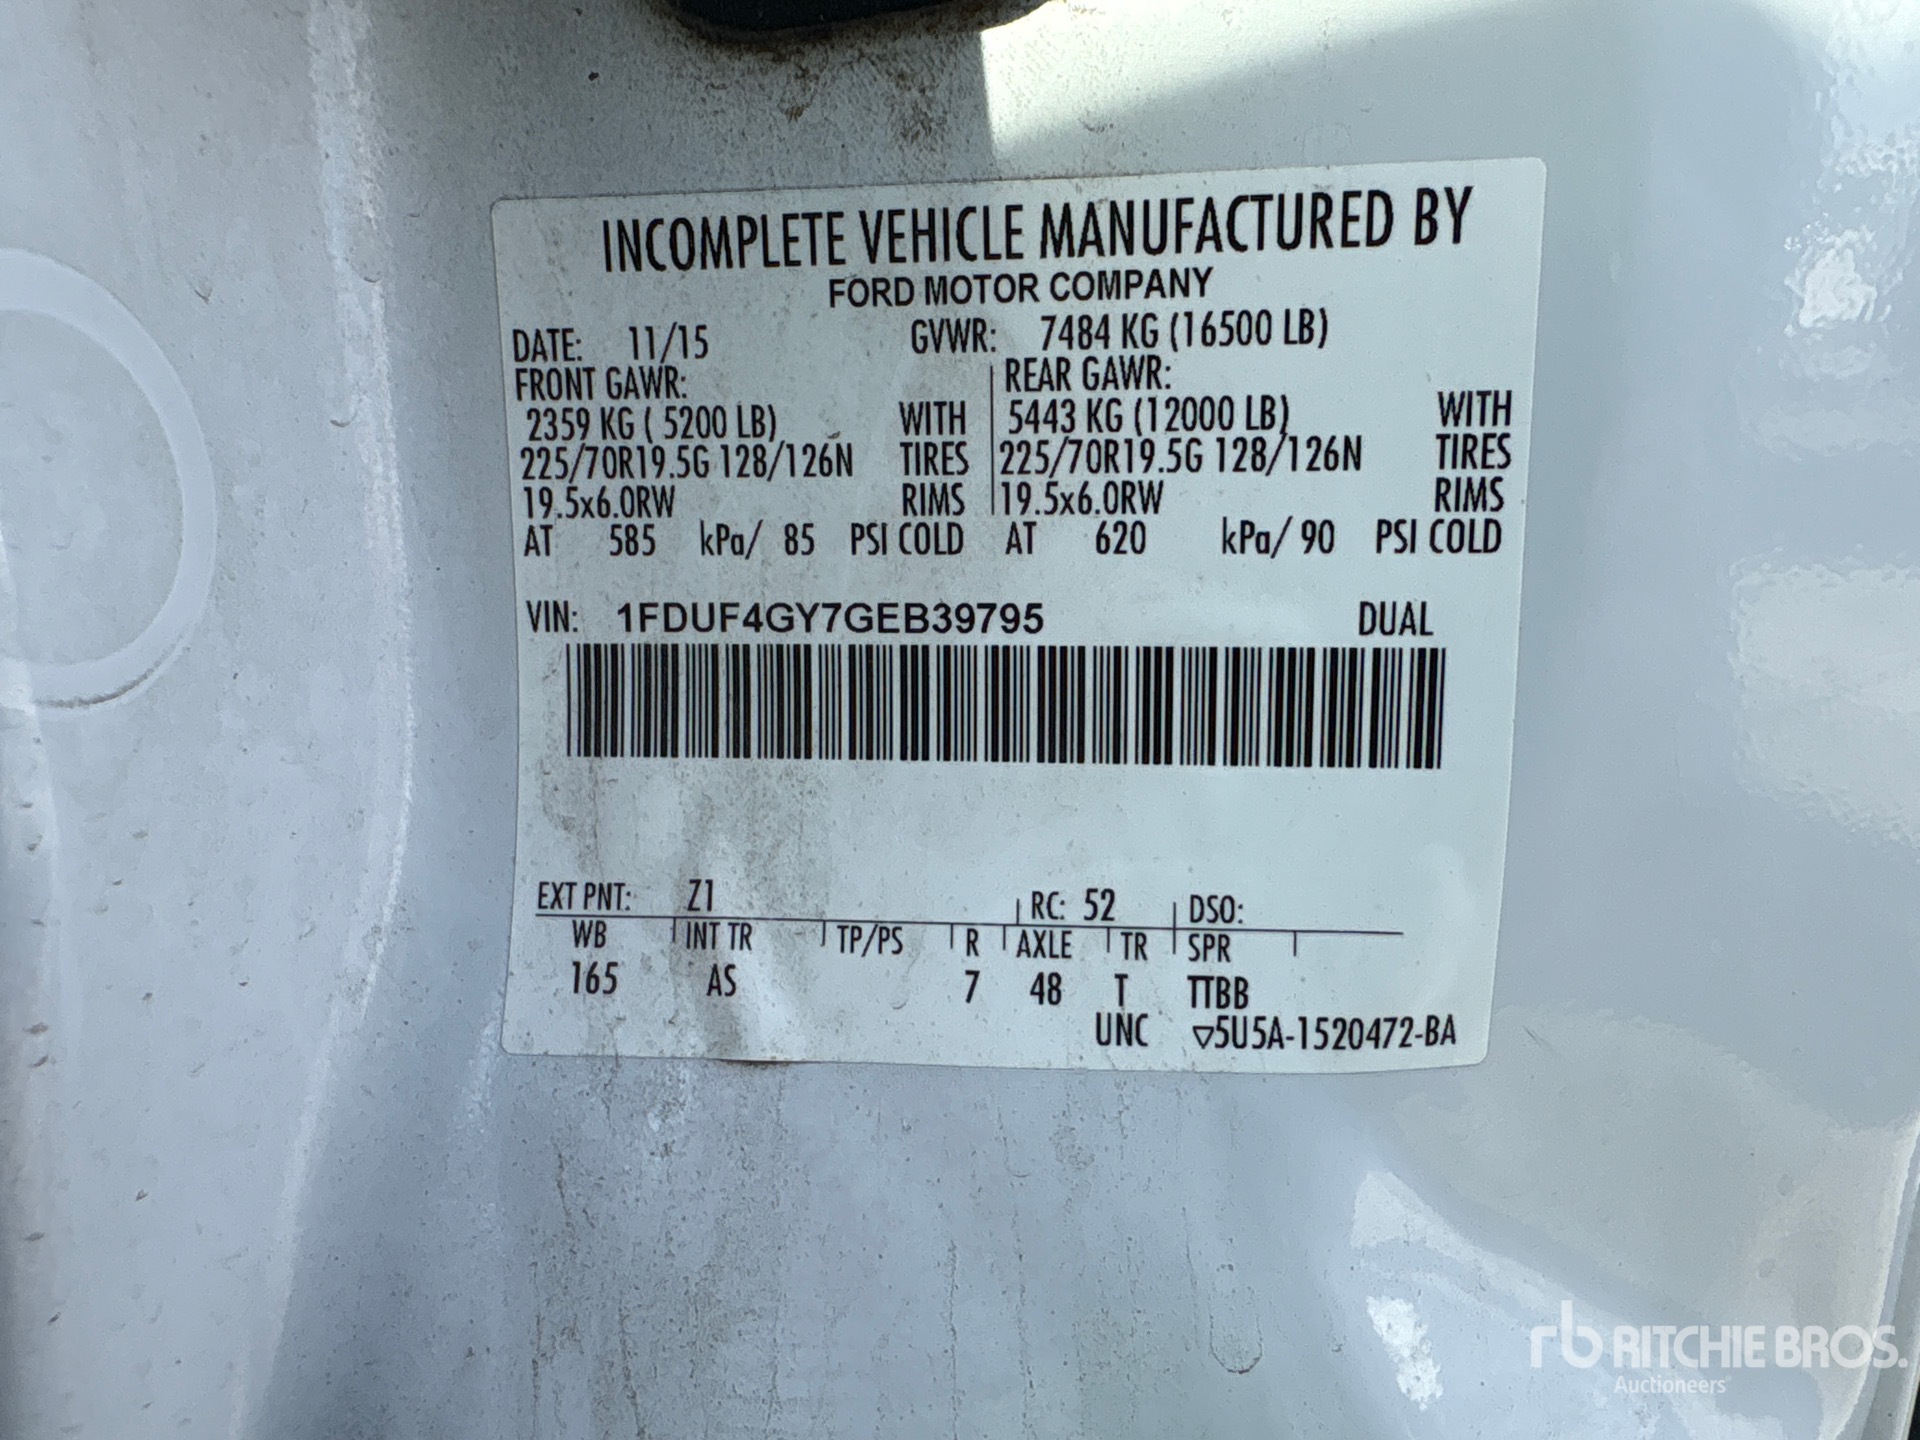 INCOMPLETE VEHICLE MANUFACTURED BY
FORD MOTOR COMPANY
DATE: 11/15 GVWR: 7484 KG (16500 LB)
FRONT GAWR: REAR GAWR:
2359 KG ( 5200 LB) WITH 5443 KG (12000 LB) WITH
225/70R19.5G 128/126N TIRES 225/70R19.5G 128/126N TIRES
19.5x6.0RW RIMS 19.5x6.0RW RIMS
AT 585 kPa/ 85 PSI COLD AT 620 kPa/ 90 PSI COLD
VIN: 1FDUF4GY7GEB39795 DUAL
EXT PNT: Z1 RC: 52 DSO:
WB INT TR TP/PS R AXLE TR SPR
165 AS 7 48 T TTBB
UNC ▽5U5A-1520472-BA
rb RITCHIE BROS.
Auctioneers